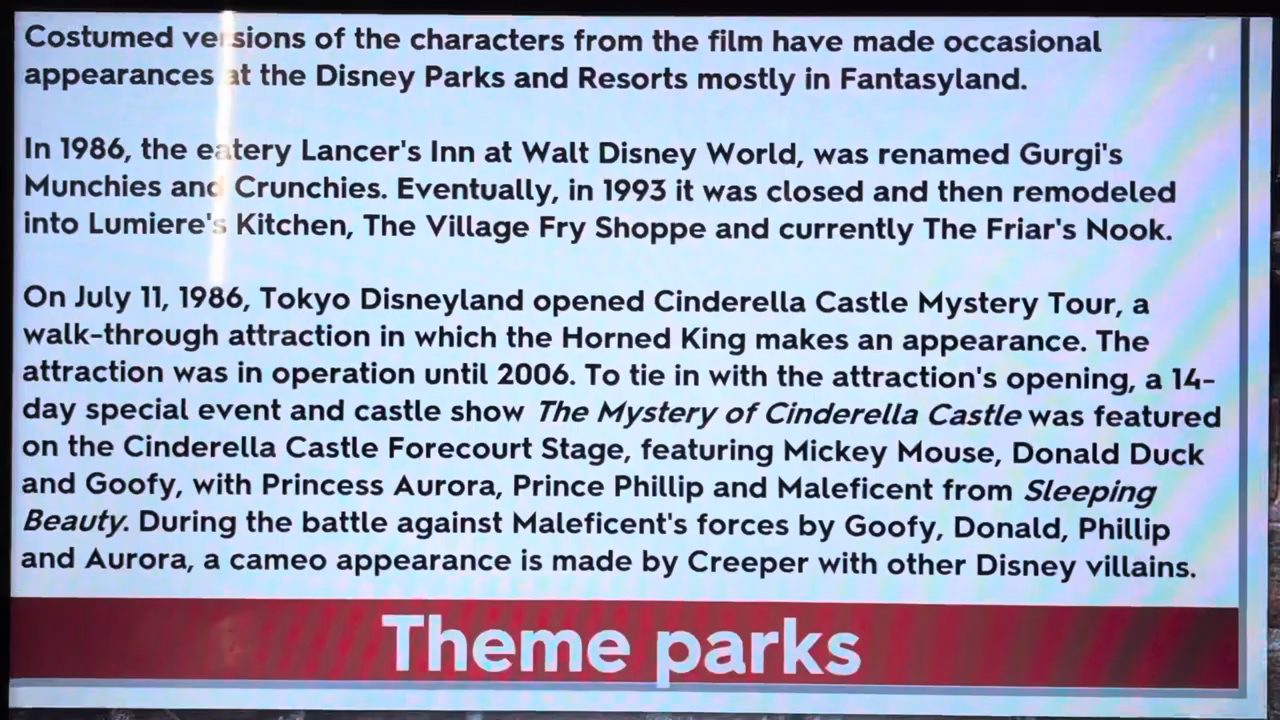 Costumed versions of the characters from the film have made occasional
appearances at the Disney Parks and Resorts mostly in Fantasyland.
In 1986, the eatery Lancer's Inn at Walt Disney World, was renamed Gurgi's
Munchies and Crunchies. Eventually, in 1993 it was closed and then remodeled
into Lumiere's Kitchen, The Village Fry Shoppe and currently The Friar's Nook.
On July 11, 1986, Tokyo Disneyland opened Cinderella Castle Mystery Tour, a
walk-through attraction in which the Horned King makes an appearance. The
attraction was in operation until 2006. To tie in with the attraction's opening, a 14-
day special event and castle show The Mystery of Cinderella Castle was featured
on the Cinderella Castle Forecourt Stage, featuring Mickey Mouse, Donald Duck
and Goofy, with Princess Aurora, Prince Phillip and Maleficent from Sleeping
Beauty. During the battle against Maleficent's forces by Goofy, Donald, Phillip
and Aurora, a cameo appearance is made by Creeper with other Disney villains.
Theme parks